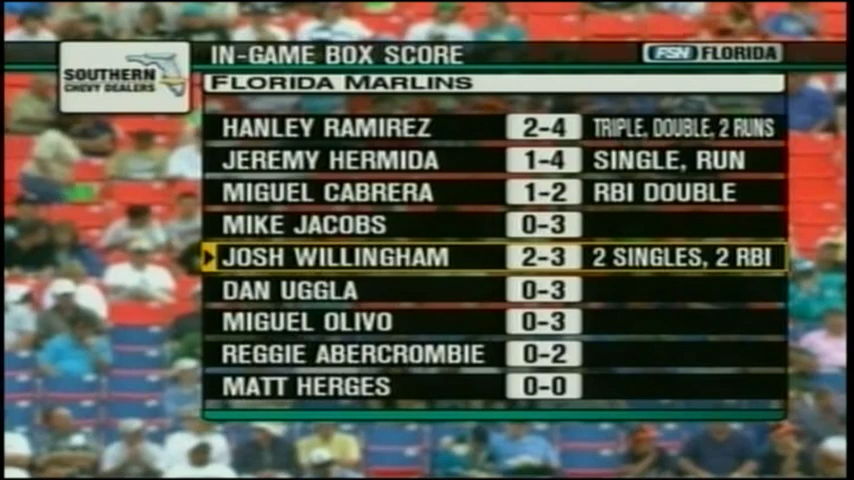 SOUTHERN
CHEVY DEALERS
IN-GAME BOX SCORE
FSN FLORIDA
FLORIDA MARLINS
HANLEY RAMIREZ 2-4 TRIPLE, DOUBLE, 2 RUNS
JEREMY HERMIDA 1-4 SINGLE, RUN
MIGUEL CABRERA 1-2 RBI DOUBLE
MIKE JACOBS 0-3
JOSH WILLINGHAM 2-3 2 SINGLES, 2 RBI
DAN UGGLA 0-3
MIGUEL OLIVO 0-3
REGGIE ABERCROMBIE 0-2
MATT HERGES 0-0